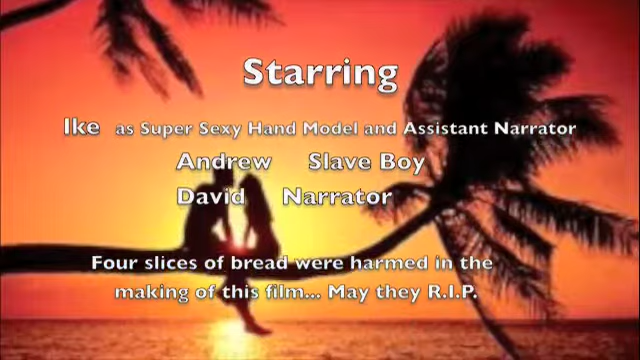 Starring
Ike as Super Sexy Hand Model and Assistant Narrator
Andrew Slave Boy
David Narrator
Four slices of bread were harmed in the
making of this film... May they R.I.P.